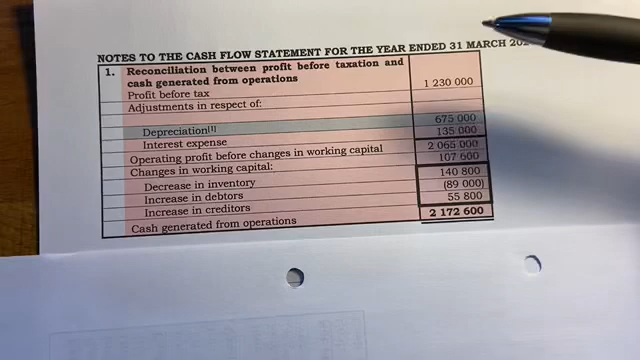 NOTES TO THE CASH FLOW STATEMENT FOR THE YEAR ENDED 31 MARCH
1. Reconciliation between profit before taxation and
cash generated from operations
Profit before tax 1 230 000
Adjustments in respect of:
Depreciation[1] 675 000
Interest expense 135 000
Operating profit before changes in working capital 2 065 000
Changes in working capital: 107 600
Decrease in inventory 140 800
Increase in debtors (89 000)
Increase in creditors 55 800
Cash generated from operations 2 172 600